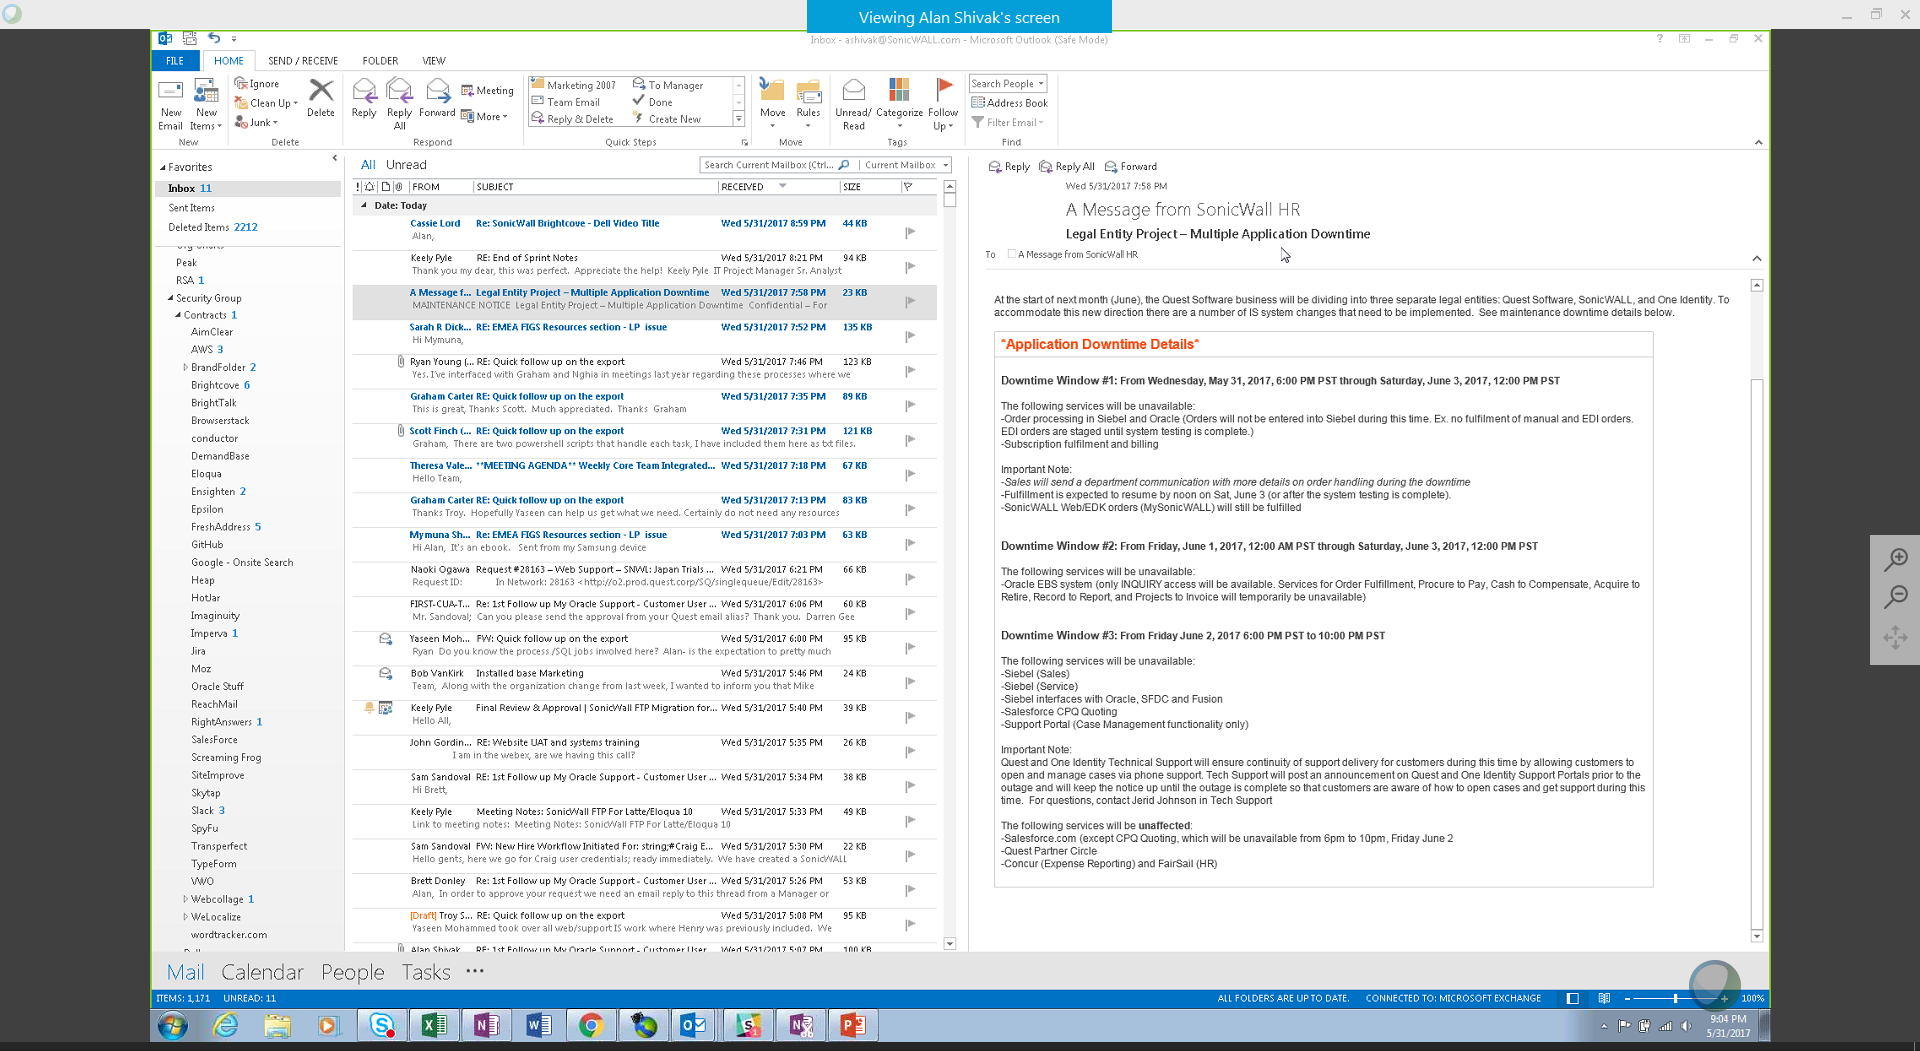 Viewing Alan Shivak's screen
Inbox - ashivak@SonicWALL.com - Microsoft Outlook (Safe Mode)
FILE HOME SEND / RECEIVE FOLDER VIEW
New Email
New Items
New
Ignore
Clean Up
Junk
Delete
Delete
Reply
Reply All
Forward
Meeting
More
Respond
Marketing 2007
Team Email
Reply & Delete
To Manager
Done
Create New
Quick Steps
Move
Rules
Move
Unread/ Read
Categorize
Follow Up
Tags
Search People
Address Book
Filter Email
Find
Favorites
Inbox 11
Sent Items
Deleted Items 2212
Peak
RSA 1
Security Group
Contracts 1
AimClear
AWS 3
BrandFolder 2
Brightcove 6
BrightTalk
Browserstack
conductor
DemandBase
Eloqua
Ensighten 2
Epsilon
FreshAddress 5
GitHub
Google - Onsite Search
Heap
HotJar
Imaginuity
Imperva 1
Jira
Moz
Oracle Stuff
ReachMail
RightAnswers 1
SalesForce
Screaming Frog
SiteImprove
Skytap
Slack 3
SpyFu
Transperfect
TypeForm
VWO
Webcollage 1
WeLocalize
wordtracker.com
All Unread
Search Current Mailbox (Ctrl... Current Mailbox
! FROM SUBJECT RECEIVED SIZE
Date: Today
Cassie Lord Re: SonicWall Brightcove - Dell Video Title Wed 5/31/2017 8:59 PM 44 KB
Alan,
Keely Pyle RE: End of Sprint Notes Wed 5/31/2017 8:21 PM 94 KB
Thank you my dear, this was perfect. Appreciate the help! Keely Pyle IT Project Manager Sr. Analyst
A Message f... Legal Entity Project – Multiple Application Downtime Wed 5/31/2017 7:58 PM 23 KB
MAINTENANCE NOTICE Legal Entity Project – Multiple Application Downtime Confidential – For
Sarah R Dick... RE: EMEA FIGS Resources section - LP issue Wed 5/31/2017 7:52 PM 135 KB
Hi Mymuna,
Ryan Young (... RE: Quick follow up on the export Wed 5/31/2017 7:46 PM 123 KB
Yes. I've interfaced with Graham and Nghia in meetings last year regarding these processes where we
Graham Carter RE: Quick follow up on the export Wed 5/31/2017 7:35 PM 89 KB
This is great, Thanks Scott. Much appreciated. Thanks Graham
Scott Finch (... RE: Quick follow up on the export Wed 5/31/2017 7:31 PM 121 KB
Graham, There are two powershell scripts that handle each task, I have included them here as txt files.
Theresa Vale... **MEETING AGENDA** Weekly Core Team Integrated... Wed 5/31/2017 7:18 PM 67 KB
Hello Team,
Graham Carter RE: Quick follow up on the export Wed 5/31/2017 7:13 PM 83 KB
Thanks Troy. Hopefully Yaseen can help us get what we need. Certainly do not need any resources
Mymuna Sh... Re: EMEA FIGS Resources section - LP issue Wed 5/31/2017 7:03 PM 63 KB
Hi Alan, It's an ebook. Sent from my Samsung device
Naoki Ogawa Request #28163 – Web Support – SNWL: Japan Trials ... Wed 5/31/2017 6:21 PM 66 KB
Request ID: In Network: 28163 <http://o2.prod.quest.corp/SQ/singlequeue/Edit/28163>
FIRST-CUA-T... Re: 1st Follow up My Oracle Support - Customer User ... Wed 5/31/2017 6:06 PM 60 KB
Mr. Sandoval; Can you please send the approval from your Quest email alias? Thank you. Darren Gee
Yaseen Moh... FW: Quick follow up on the export Wed 5/31/2017 6:00 PM 95 KB
Ryan Do you know the process /SQL jobs involved here? Alan- is the expectation to pretty much
Bob VanKirk Installed base Marketing Wed 5/31/2017 5:46 PM 24 KB
Team, Along with the organization change from last week, I wanted to inform you that Mike
Keely Pyle Final Review & Approval | SonicWall FTP Migration for... Wed 5/31/2017 5:40 PM 39 KB
Hello All,
John Gordin... RE: Website UAT and systems training Wed 5/31/2017 5:35 PM 26 KB
I am in the webex, are we having this call?
Sam Sandoval RE: 1st Follow up My Oracle Support - Customer User ... Wed 5/31/2017 5:34 PM 38 KB
Hi Brett,
Keely Pyle Meeting Notes: SonicWall FTP For Latte/Eloqua 10 Wed 5/31/2017 5:33 PM 49 KB
Link to meeting notes: Meeting Notes: SonicWall FTP For Latte/Eloqua 10
Sam Sandoval FW: New Hire Workflow Initiated For: string;#Craig E... Wed 5/31/2017 5:30 PM 22 KB
Hello gents, here we go for Craig user credentials; ready immediately. We have created a SonicWALL
Brett Donley Re: 1st Follow up My Oracle Support - Customer User ... Wed 5/31/2017 5:26 PM 53 KB
Alan, In order to approve your request we need an email reply to this thread from a Manager or
[Draft] Troy S... RE: Quick follow up on the export Wed 5/31/2017 5:08 PM 95 KB
Yaseen Mohammed took over all web/support IS work where Henry was previously included. We
Alan Shivak RE: 1st Follow up My Oracle Support - Customer User Wed 5/31/2017 5:07 PM 100 KB
Reply Reply All Forward
Wed 5/31/2017 7:58 PM
A Message from SonicWall HR
Legal Entity Project – Multiple Application Downtime
To A Message from SonicWall HR
At the start of next month (June), the Quest Software business will be dividing into three separate legal entities: Quest Software, SonicWALL, and One Identity. To
accommodate this new direction there are a number of IS system changes that need to be implemented. See maintenance downtime details below.
*Application Downtime Details*
Downtime Window #1: From Wednesday, May 31, 2017, 6:00 PM PST through Saturday, June 3, 2017, 12:00 PM PST
The following services will be unavailable:
-Order processing in Siebel and Oracle (Orders will not be entered into Siebel during this time. Ex. no fulfilment of manual and EDI orders.
EDI orders are staged until system testing is complete.)
-Subscription fulfilment and billing
Important Note:
-Sales will send a department communication with more details on order handling during the downtime
-Fulfillment is expected to resume by noon on Sat, June 3 (or after the system testing is complete).
-SonicWALL Web/EDK orders (MySonicWALL) will still be fulfilled
Downtime Window #2: From Friday, June 1, 2017, 12:00 AM PST through Saturday, June 3, 2017, 12:00 PM PST
The following services will be unavailable:
-Oracle EBS system (only INQUIRY access will be available. Services for Order Fulfillment, Procure to Pay, Cash to Compensate, Acquire to
Retire, Record to Report, and Projects to Invoice will temporarily be unavailable)
Downtime Window #3: From Friday June 2, 2017 6:00 PM PST to 10:00 PM PST
The following services will be unavailable:
-Siebel (Sales)
-Siebel (Service)
-Siebel interfaces with Oracle, SFDC and Fusion
-Salesforce CPQ Quoting
-Support Portal (Case Management functionality only)
Important Note:
Quest and One Identity Technical Support will ensure continuity of support delivery for customers during this time by allowing customers to
open and manage cases via phone support. Tech Support will post an announcement on Quest and One Identity Support Portals prior to the
outage and will keep the notice up until the outage is complete so that customers are aware of how to open cases and get support during this
time. For questions, contact Jerid Johnson in Tech Support
The following services will be unaffected:
-Salesforce.com (except CPQ Quoting, which will be unavailable from 6pm to 10pm, Friday June 2
-Quest Partner Circle
-Concur (Expense Reporting) and FairSail (HR)
Mail Calendar People Tasks ...
ITEMS: 1,171 UNREAD: 11
ALL FOLDERS ARE UP TO DATE. CONNECTED TO: MICROSOFT EXCHANGE 100%
9:04 PM
5/31/2017